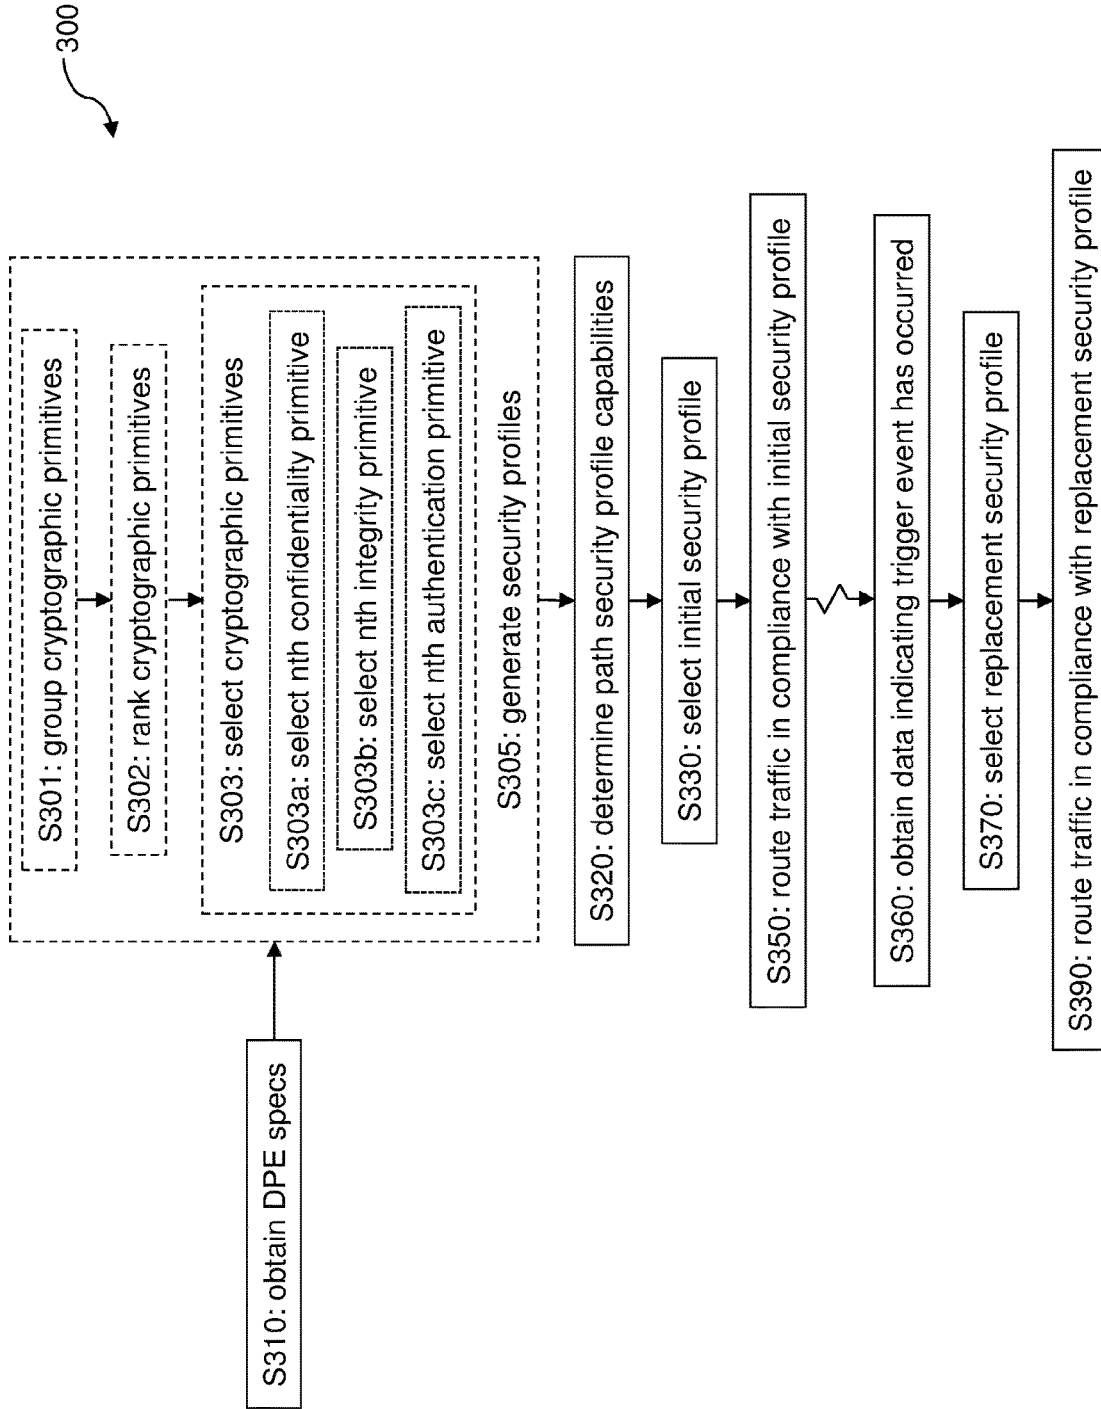 300
S310: obtain DPE specs
S301: group cryptographic primitives
S302: rank cryptographic primitives
S303: select cryptographic primitives
S303a: select nth confidentiality primitive
S303b: select nth integrity primitive
S303c: select nth authentication primitive
S305: generate security profiles
S320: determine path security profile capabilities
S330: select initial security profile
S350: route traffic in compliance with initial security profile
S360: obtain data indicating trigger event has occurred
S370: select replacement security profile
S390: route traffic in compliance with replacement security profile